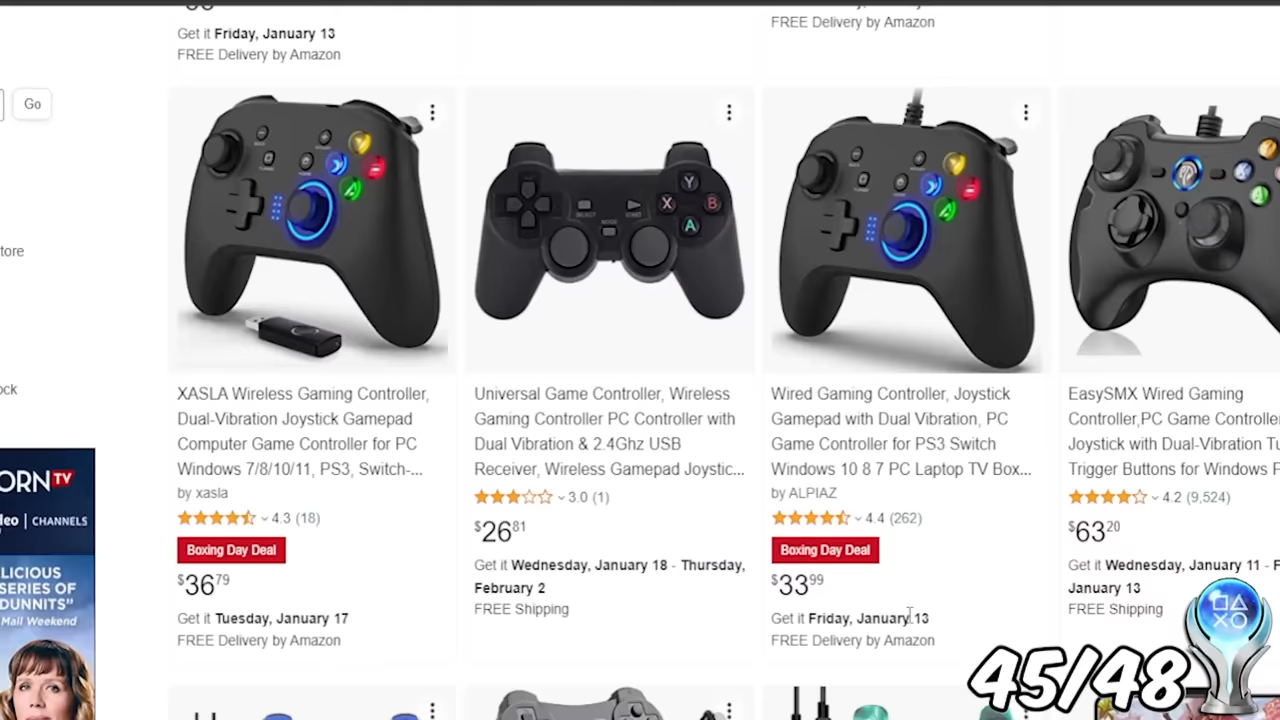 Get it Friday, January 13
FREE Delivery by Amazon
FREE Delivery by Amazon
Go
Y
X
B
A
SELECT
START
MODE
tore
ock
XASLA Wireless Gaming Controller,
Dual-Vibration Joystick Gamepad
Computer Game Controller for PC
Windows 7/8/10/11, PS3, Switch-...
by xasla
4.3 (18)
Boxing Day Deal
$36 79
Get it Tuesday, January 17
FREE Delivery by Amazon
Universal Game Controller, Wireless
Gaming Controller PC Controller with
Dual Vibration & 2.4Ghz USB
Receiver, Wireless Gamepad Joystic...
3.0 (1)
$26 81
Get it Wednesday, January 18 - Thursday,
February 2
FREE Shipping
Wired Gaming Controller, Joystick
Gamepad with Dual Vibration, PC
Game Controller for PS3 Switch
Windows 10 8 7 PC Laptop TV Box...
by ALPIAZ
4.4 (262)
Boxing Day Deal
$33 99
Get it Friday, January 13
FREE Delivery by Amazon
EasySMX Wired Gaming
Controller,PC Game Controlle
Joystick with Dual-Vibration Tu
Trigger Buttons for Windows P
4.2 (9,524)
$63 20
Get it Wednesday, January 11 - F
January 13
FREE Shipping
ORN TV
deo | CHANNELS
LICIOUS
SERIES OF
DUNNITS"
Mail Weekend
45/48